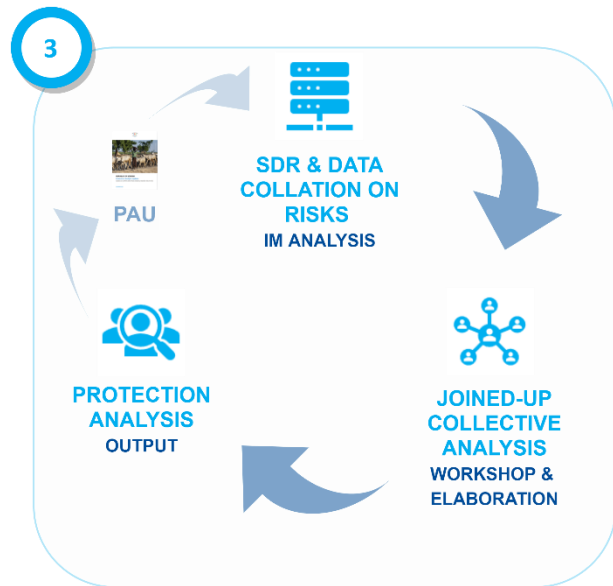 3
SDR & DATA
COLLATION ON
RISKS
IM ANALYSIS
PAU
JOINED-UP
COLLECTIVE
ANALYSIS
WORKSHOP &
ELABORATION
PROTECTION
ANALYSIS
OUTPUT